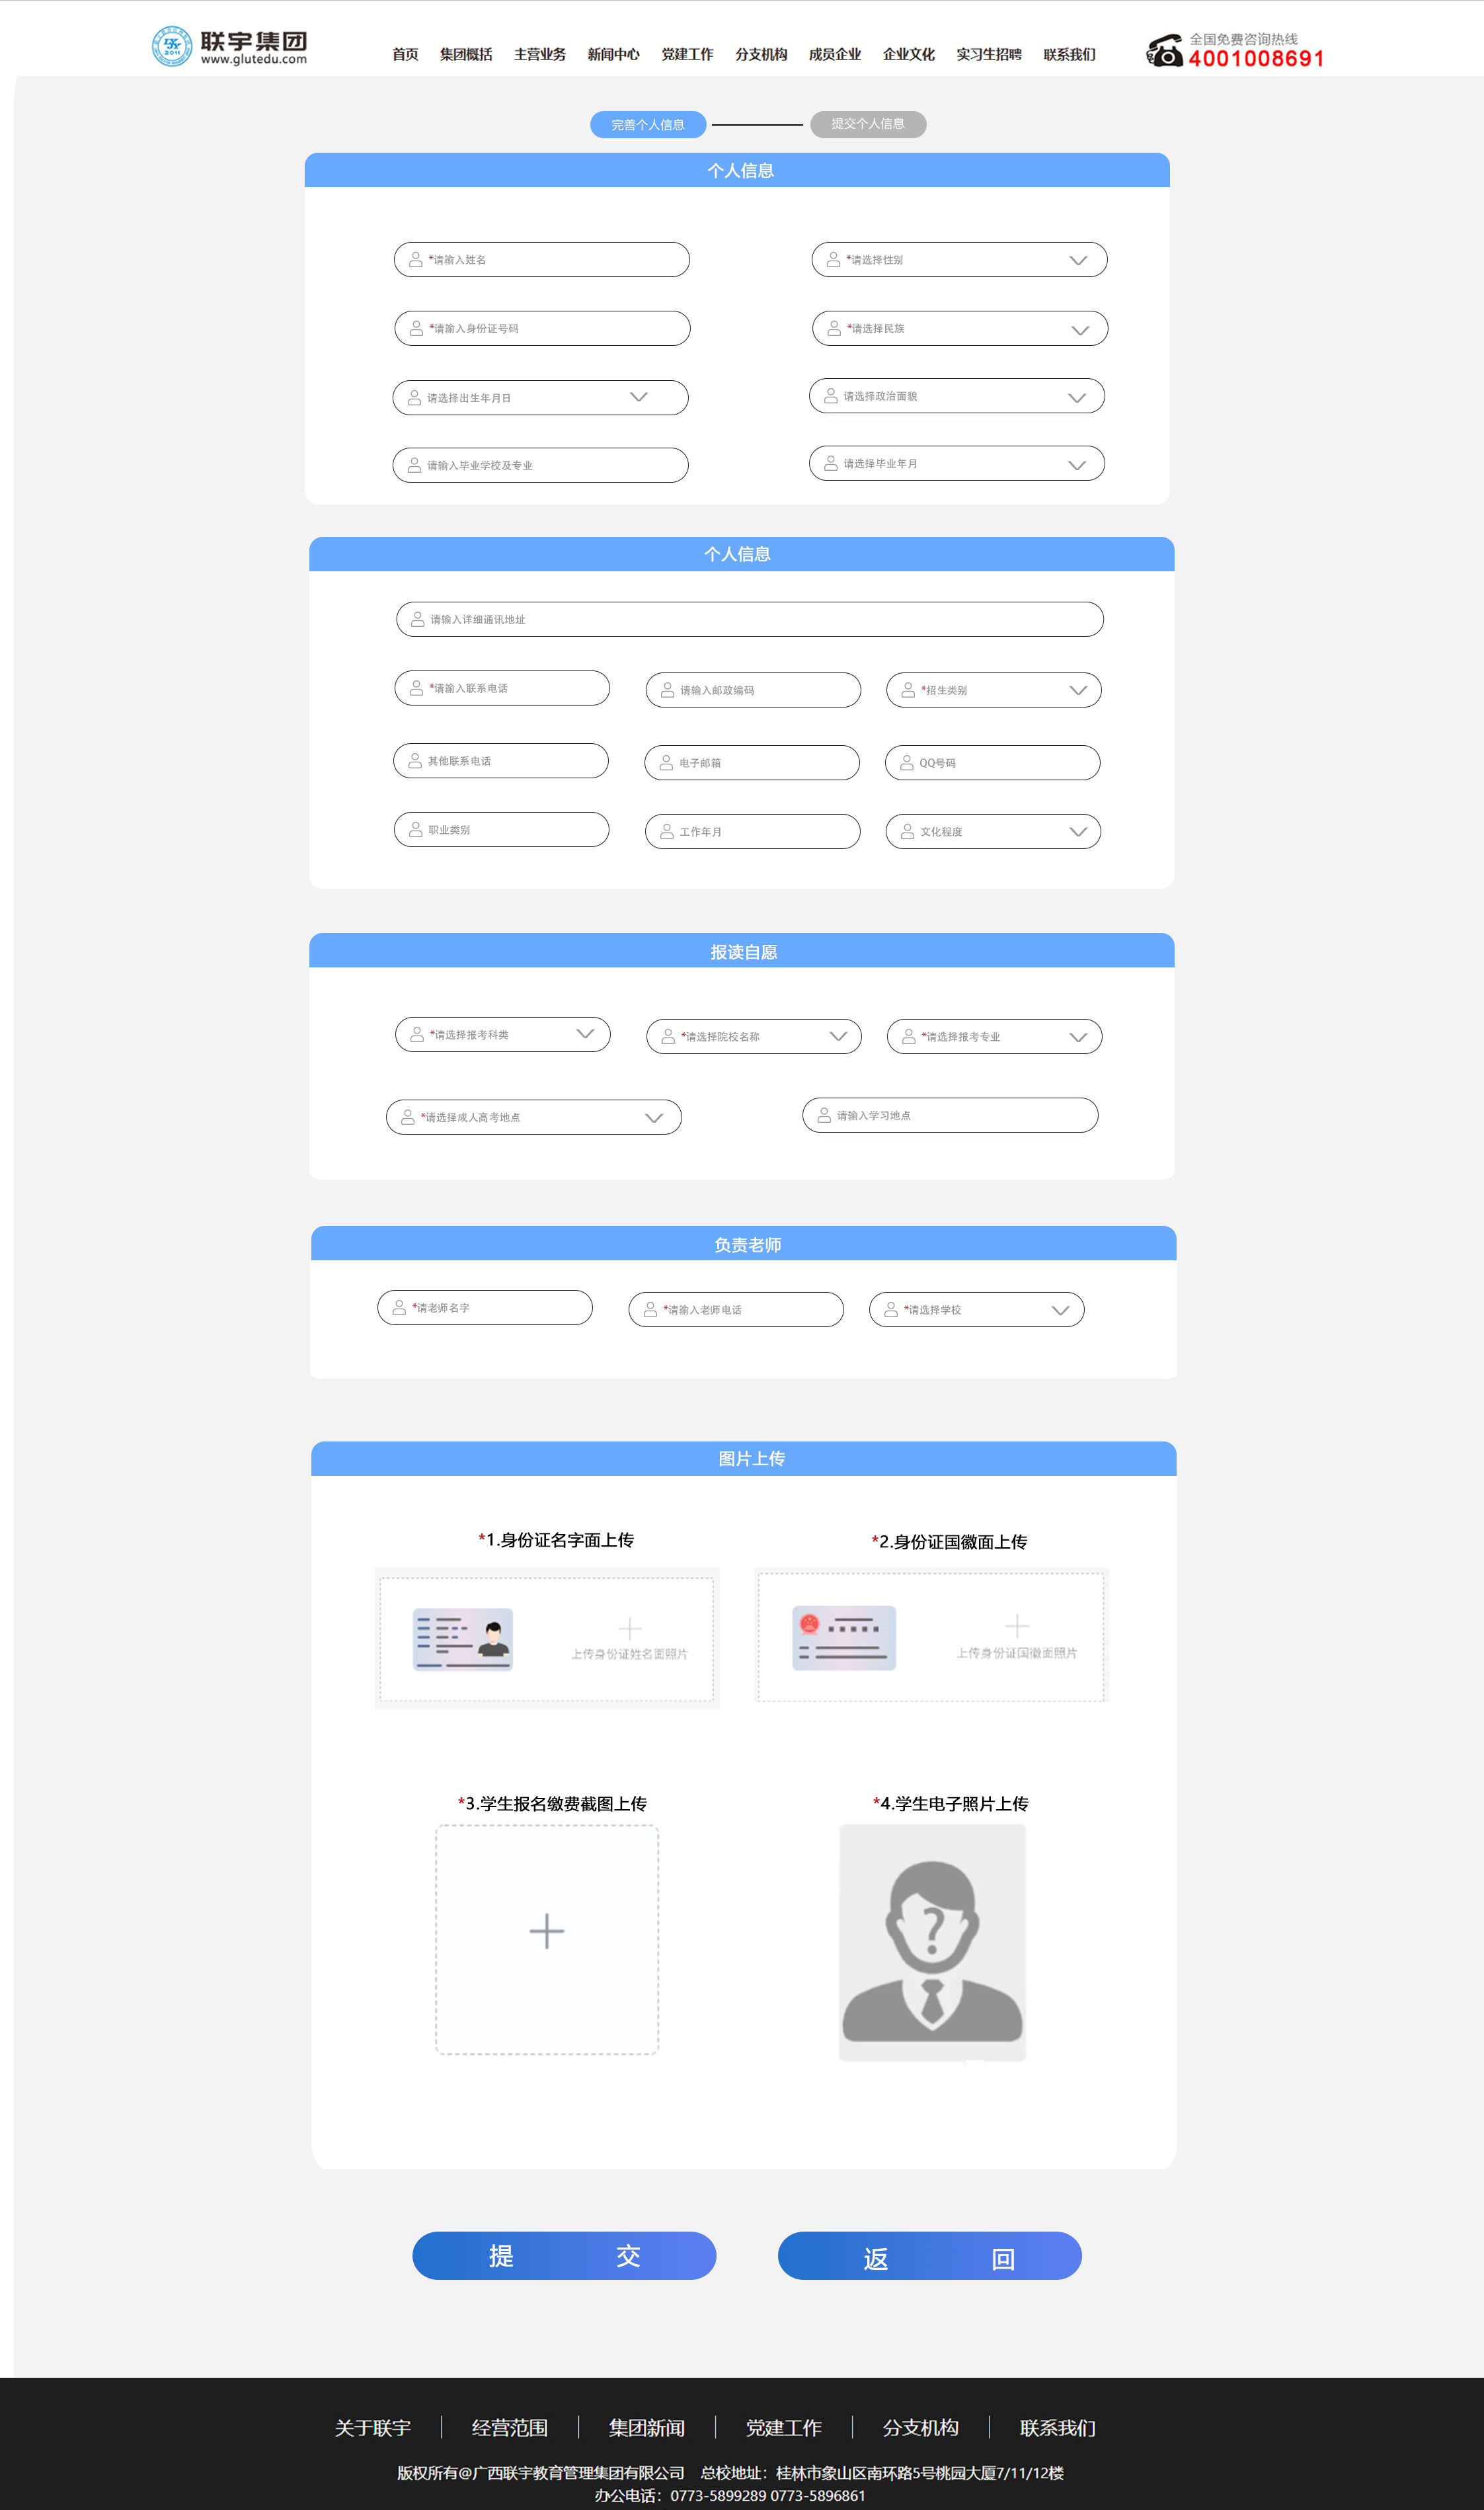 联宇集团
www.glutedu.com
首页 集团概括 主营业务 新闻中心 党建工作 分支机构 成员企业 企业文化 实习生招聘 联系我们
全国免费咨询热线
4001008691
完善个人信息 提交个人信息
个人信息
*请输入姓名 *请选择性别
*请输入身份证号码 *请选择民族
请选择出生年月日 请选择政治面貌
请输入毕业学校及专业 请选择毕业年月
个人信息
请输入详细通讯地址
*请输入联系电话 请输入邮政编码 *招生类别
其他联系电话 电子邮箱 QQ号码
职业类别 工作年月 文化程度
报读自愿
*请选择报考科类 *请选择院校名称 *请选择报考专业
*请选择成人高考地点 请输入学习地点
负责老师
*请老师名字 *请输入老师电话 *请选择学校
图片上传
*1.身份证名字面上传 *2.身份证国徽面上传
上传身份证姓名面照片 上传身份证国徽面照片
*3.学生报名缴费截图上传 *4.学生电子照片上传
?
提 交 返 回
关于联宇 经营范围 集团新闻 党建工作 分支机构 联系我们
版权所有@广西联宇教育管理集团有限公司 总校地址：桂林市象山区南环路5号桃园大厦7/11/12楼
办公电话：0773-5899289 0773-5896861